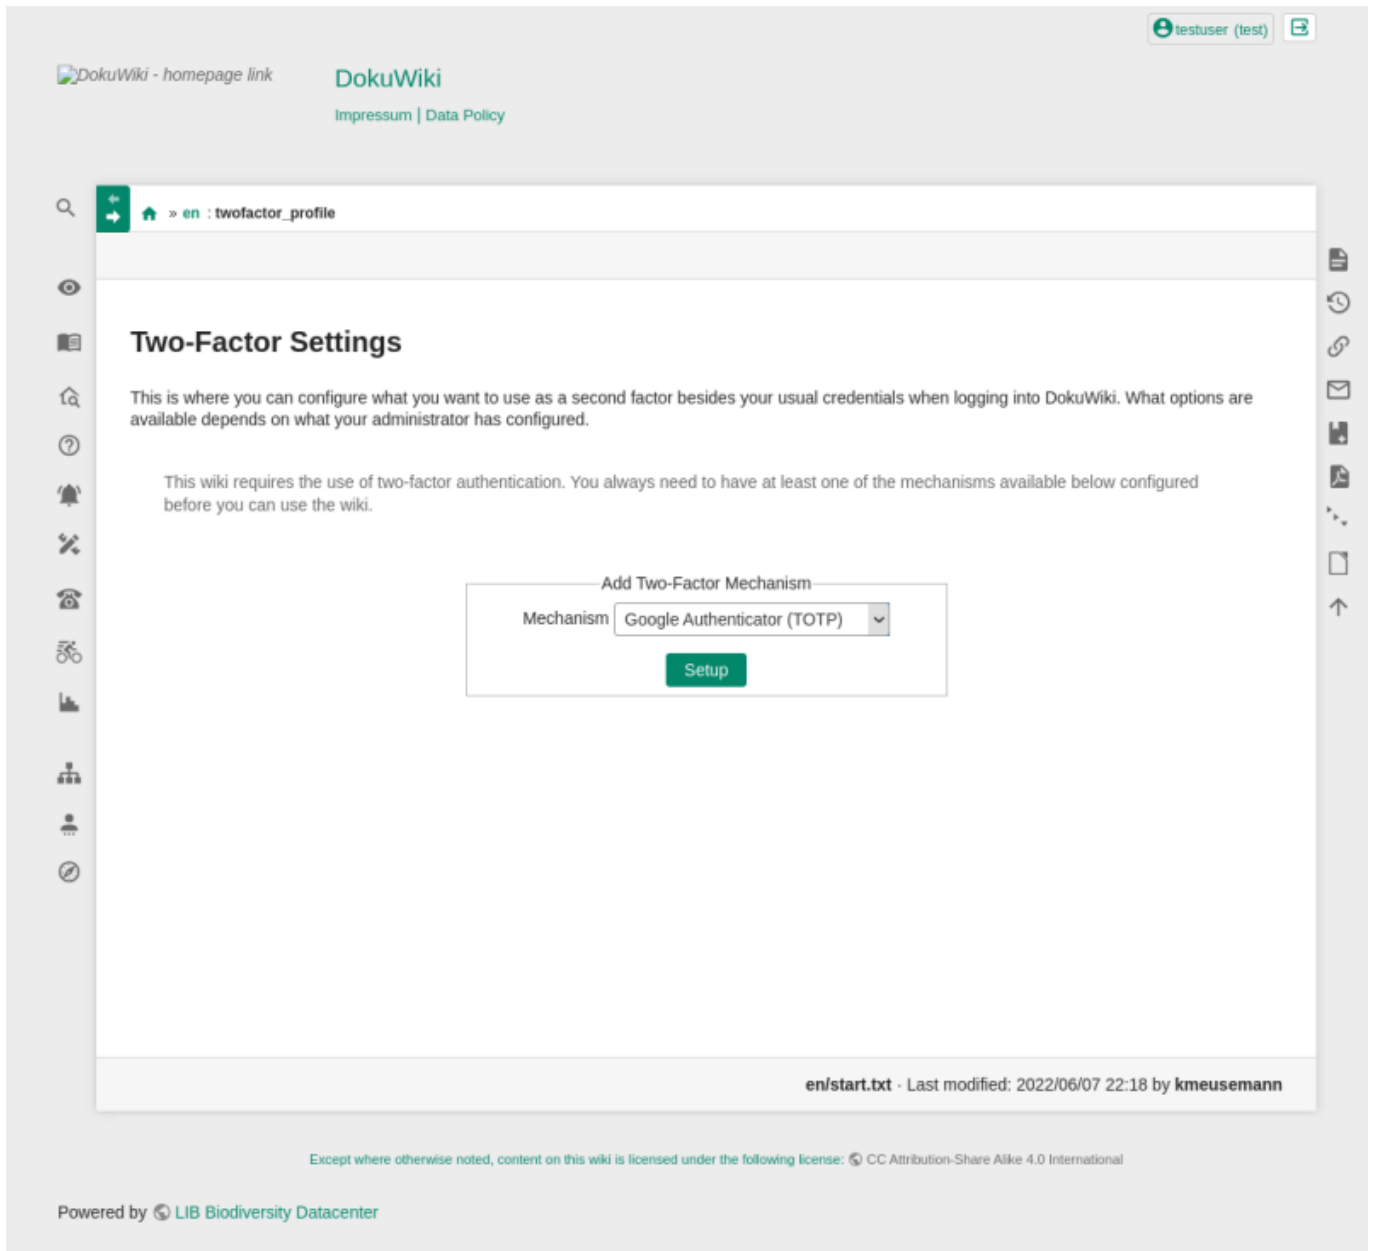 testuser (test)
DokuWiki - homepage link
DokuWiki
Impressum | Data Policy
» en : twofactor_profile
Two-Factor Settings
This is where you can configure what you want to use as a second factor besides your usual credentials when logging into DokuWiki. What options are
available depends on what your administrator has configured.
This wiki requires the use of two-factor authentication. You always need to have at least one of the mechanisms available below configured
before you can use the wiki.
Add Two-Factor Mechanism
Mechanism Google Authenticator (TOTP)
Setup
en/start.txt · Last modified: 2022/06/07 22:18 by kmeusemann
Except where otherwise noted, content on this wiki is licensed under the following license: CC Attribution-Share Alike 4.0 International
Powered by LIB Biodiversity Datacenter